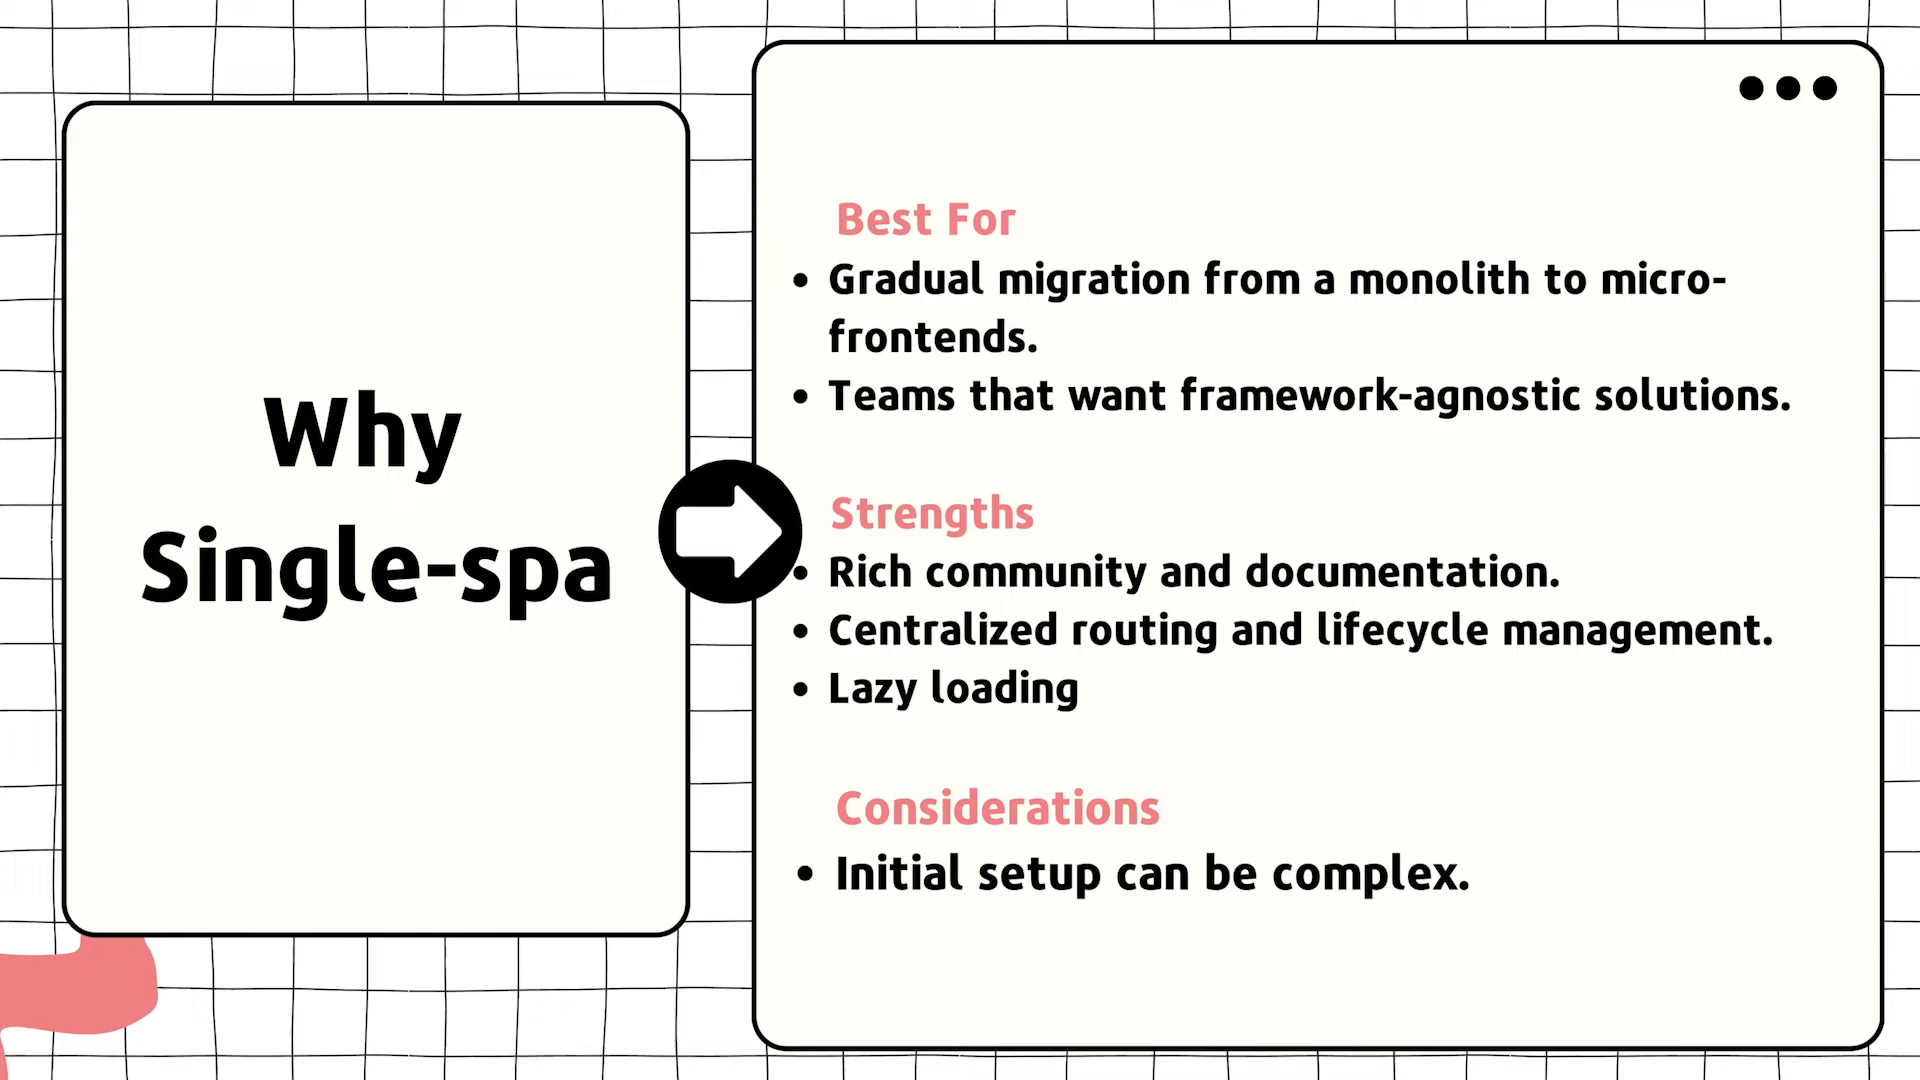 Why
Single-spa
Best For
• Gradual migration from a monolith to micro-
frontends.
• Teams that want framework-agnostic solutions.
Strengths
• Rich community and documentation.
• Centralized routing and lifecycle management.
• Lazy loading
Considerations
• Initial setup can be complex.